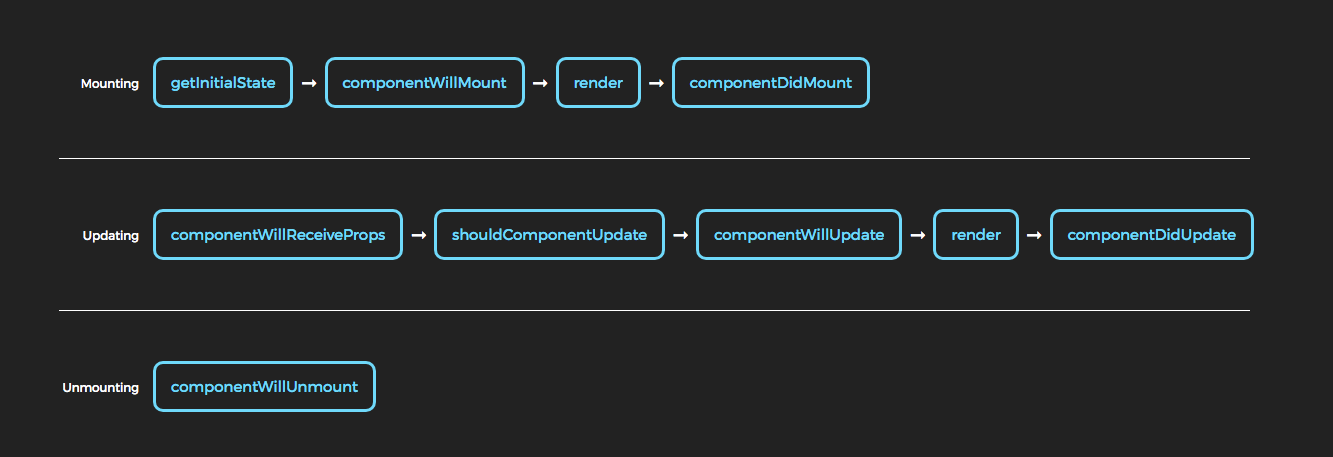 Mounting getInitialState → componentWillMount → render → componentDidMount
Updating componentWillReceiveProps → shouldComponentUpdate → componentWillUpdate → render → componentDidUpdate
Unmounting componentWillUnmount